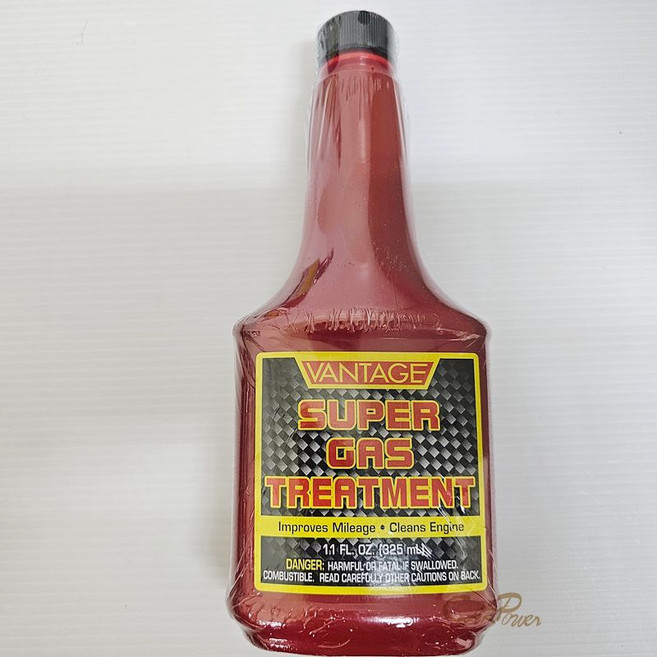 VANTAGE
SUPER
GAS
TREATMENT
Improves Mileage • Cleans Engine
11 FL. OZ. (325 mL)
DANGER: HARMFUL OR FATAL IF SWALLOWED.
COMBUSTIBLE. READ CAREFULLY OTHER CAUTIONS ON BACK.
Power